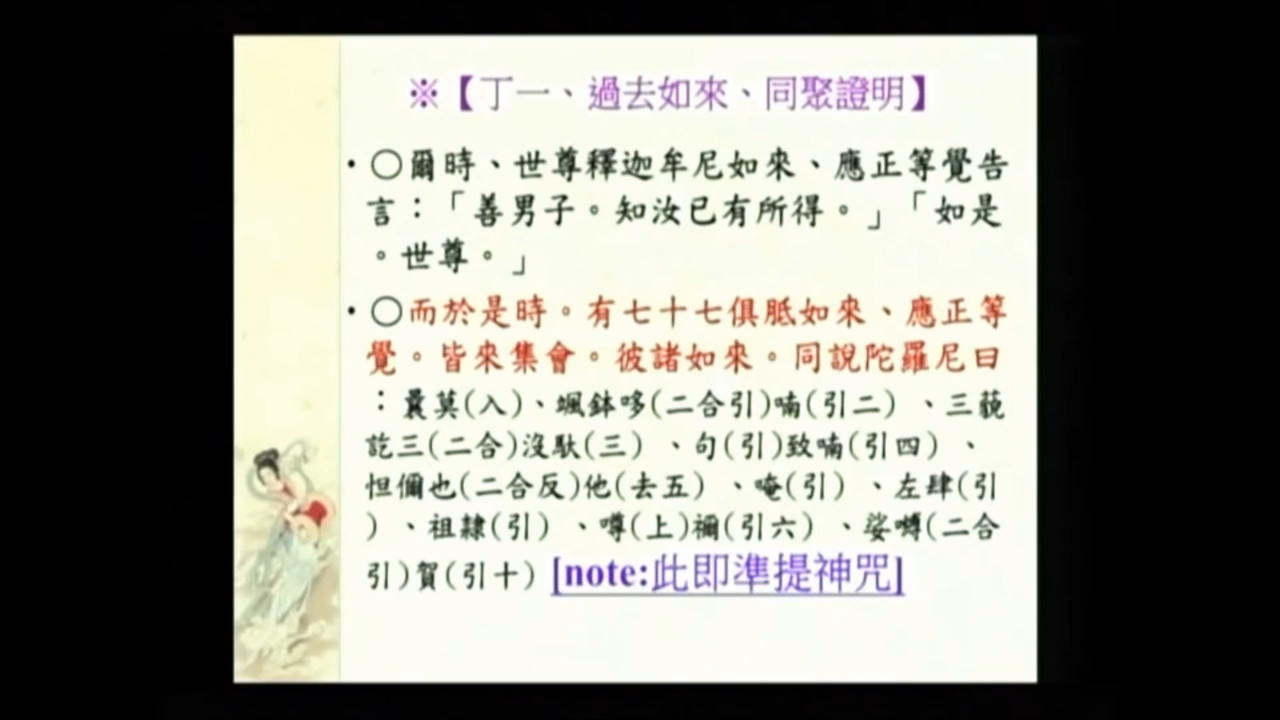 ※【丁一、過去如來、同聚證明】
•〇爾時、世尊釋迦牟尼如來、應正等覺告
言：「善男子。知汝已有所得。」「如是
。世尊。」
•〇而於是時。有七十七俱胝如來、應正等
覺。皆來集會。彼諸如來。同說陀羅尼曰
：曩莫(入)、颯鉢哆(二合引)喃(引二) 、三藐
訖三(二合)沒馱(三) 、句(引)致喃(引四) 、
怛儞也(二合反)他(去五) 、唵(引) 、左肆(引
) 、祖隸(引) 、噂(上)禰(引六) 、娑嚩(二合
引)賀(引十) [note:此即準提神咒]